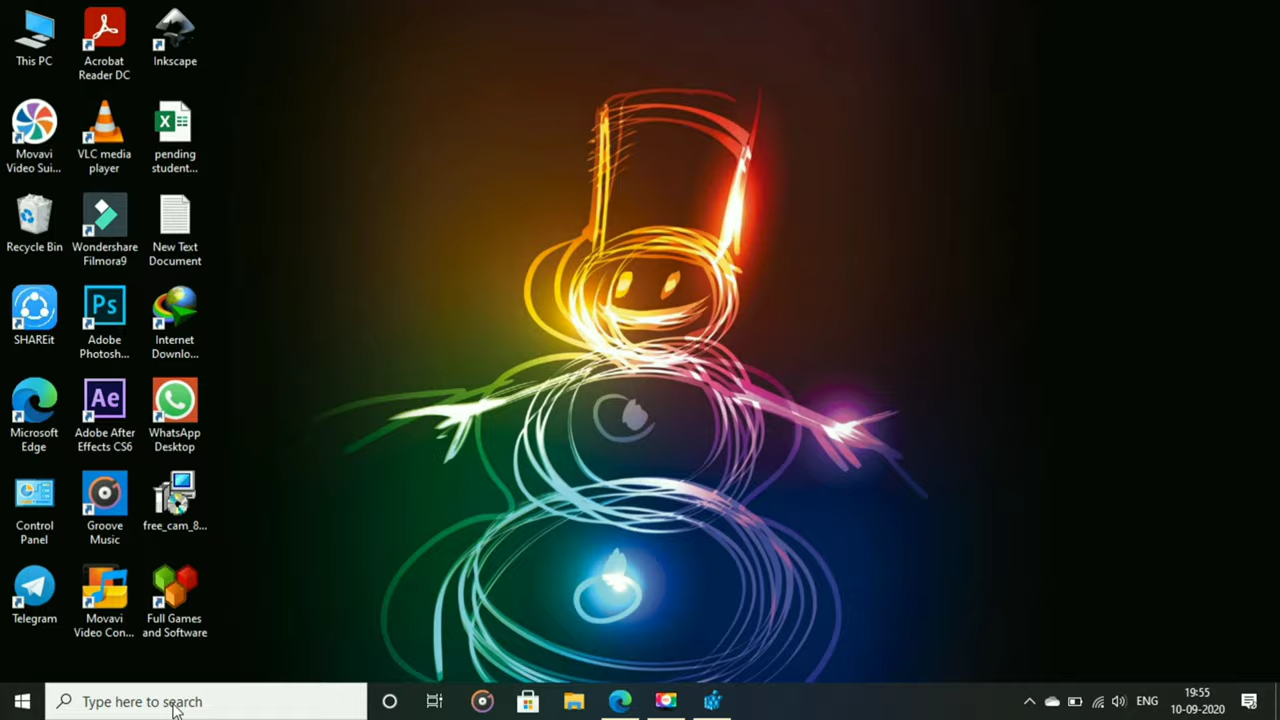 This PC
Acrobat
Reader DC
Inkscape
Movavi
Video Sui...
VLC media
player
pending
student...
Recycle Bin
Wondershare
Filmora9
New Text
Document
SHAREit
Ps
Adobe
Photosh...
Internet
Downlo...
Microsoft
Edge
Ae
Adobe After
Effects CS6
WhatsApp
Desktop
Control
Panel
Groove
Music
free_cam_8...
Telegram
Movavi
Video Con...
Full Games
and Software
Type here to search
ENG
19:55
10-09-2020